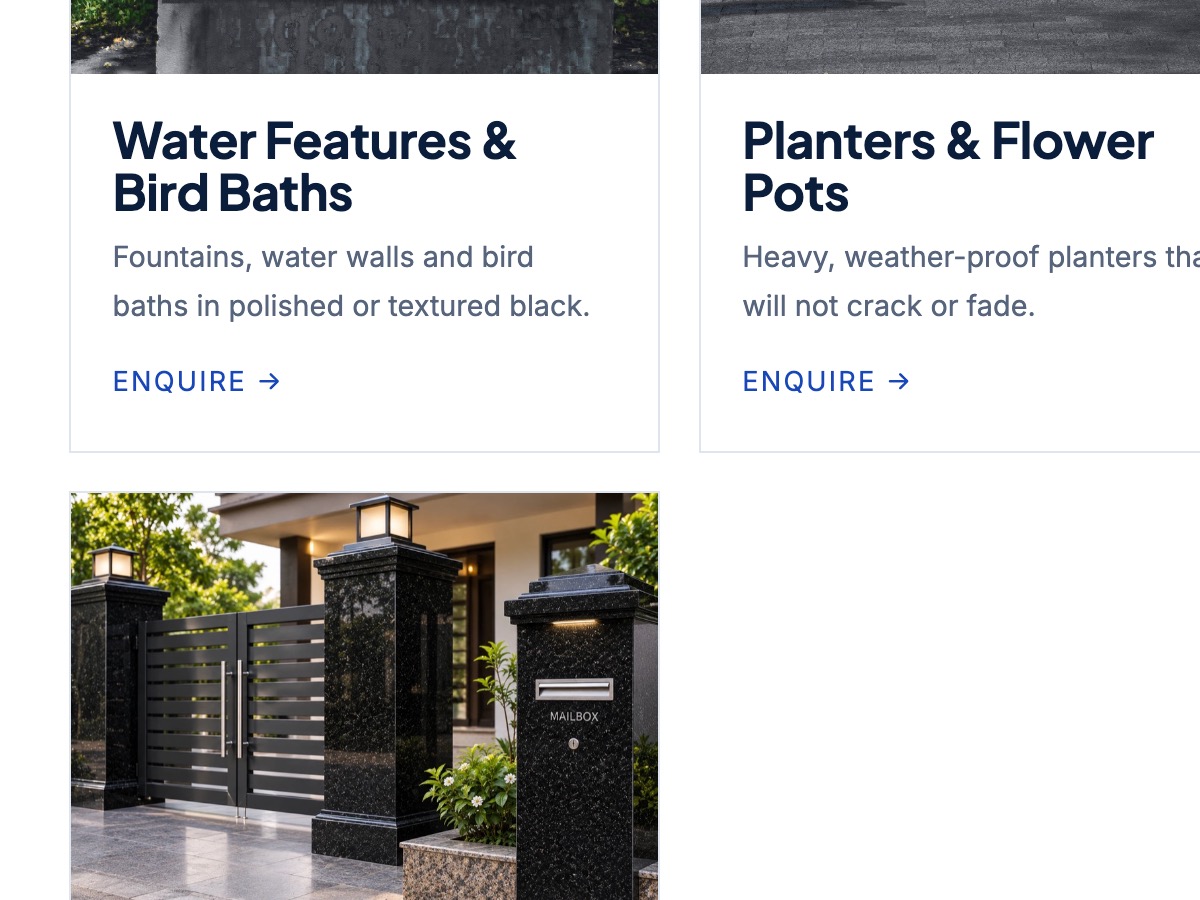 Water Features &
Bird Baths
Fountains, water walls and bird
baths in polished or textured black.
ENQUIRE →
Planters & Flower
Pots
Heavy, weather-proof planters
will not crack or fade.
ENQUIRE →
MAILBOX